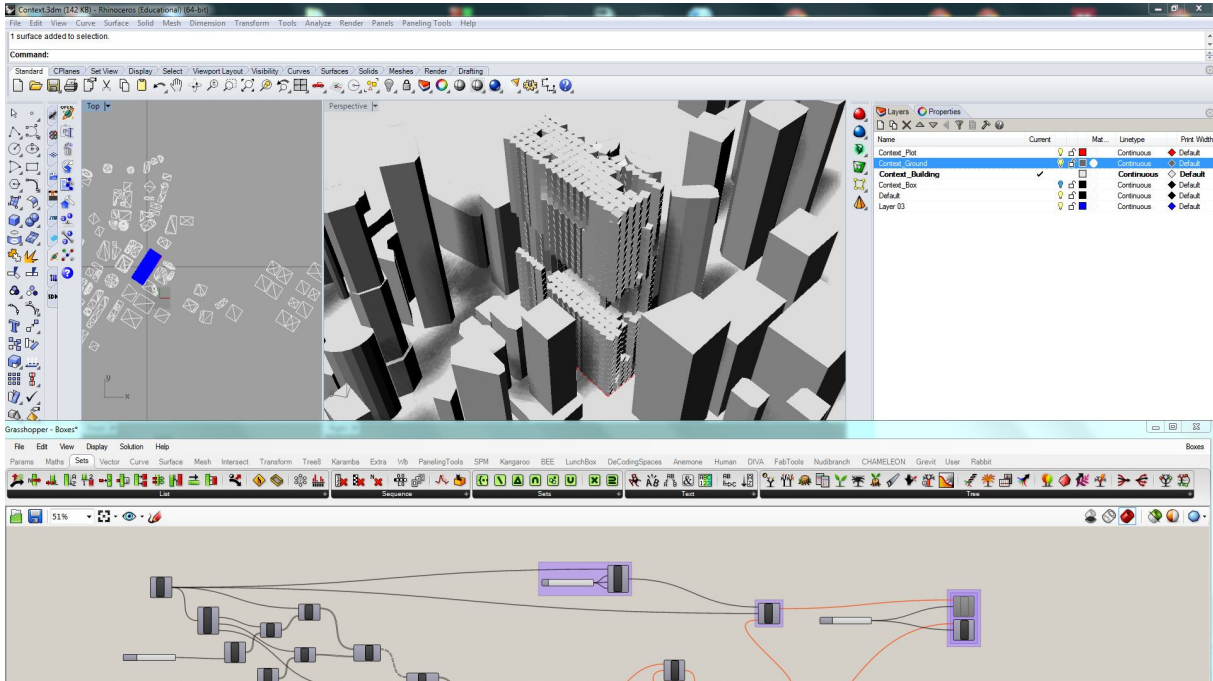 Context.3dm (142 KB) - Rhinoceros (Educational) (64-bit)
File Edit View Curve Surface Solid Mesh Dimension Transform Tools Analyze Render Panels Paneling Tools Help
1 surface added to selection.
Command:
Standard CPlanes Set View Display Select Viewport Layout Visibility Curves Surfaces Solids Meshes Render Drafting
Top
Perspective
Layers Properties
Name Current Mat... Linetype Print Width
Context_Plot Continuous Default
Context_Ground Continuous Default
Context_Building Continuous Default
Context_Box Continuous Default
Default Continuous Default
Layer 03 Continuous Default
y
x
Grasshopper - Boxes*
File Edit View Display Solution Help Boxes
Params Maths Sets Vector Curve Surface Mesh Intersect Transform Tree8 Karamba Extra Wb PanelingTools SPM Kangaroo BEE LunchBox DeCodingSpaces Anemone Human DIVA FabTools Nudibranch CHAMELEON Grevit User Rabbit
List Sequence Sets Text Tree
51%